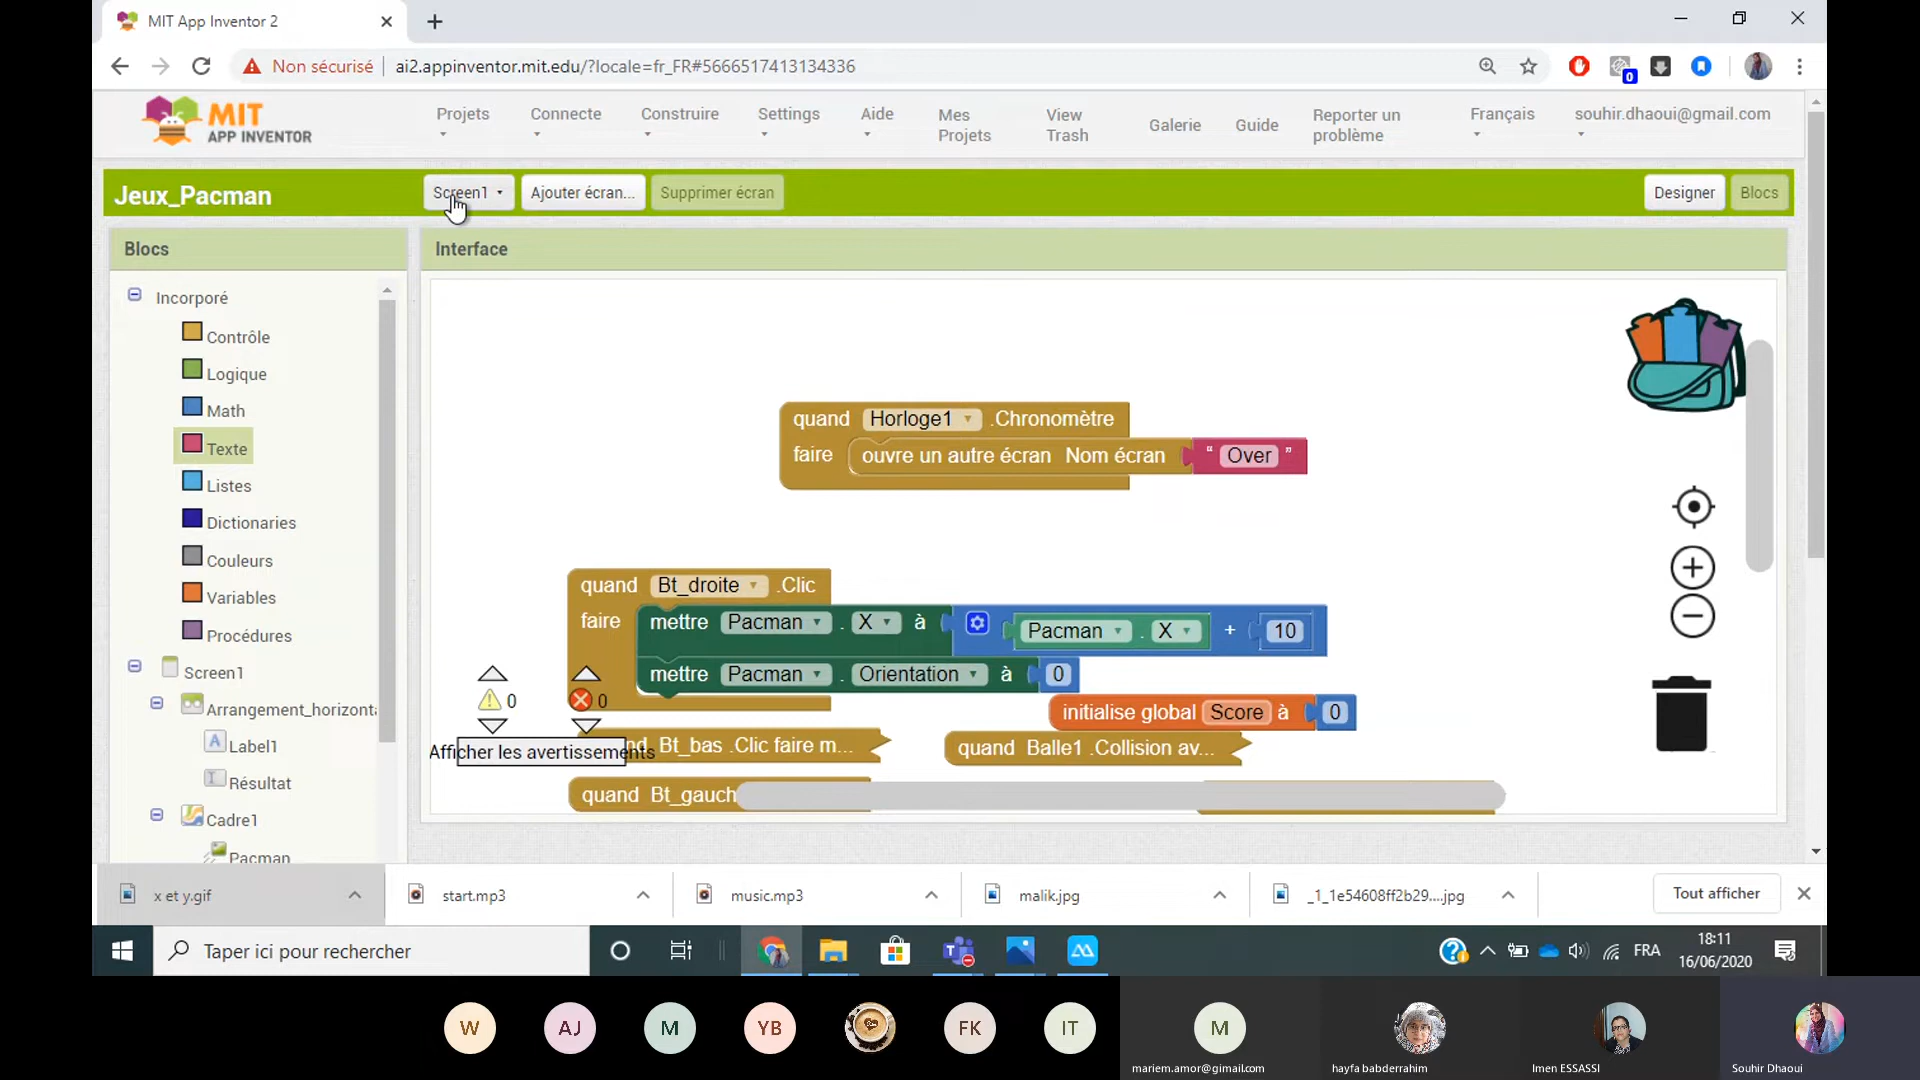 MIT App Inventor 2
Non sécurisé
ai2.appinventor.mit.edu/?locale=fr_FR#5666517413134336
0
MIT
APP INVENTOR
Projets
Connecte
Construire
Settings
Aide
Mes
Projets
View
Trash
Galerie
Guide
Reporter un
problème
Français
souhir.dhaoui@gmail.com
Jeux_Pacman
Screen1
Ajouter écran...
Supprimer écran
Designer
Blocs
Blocs
Interface
Incorporé
Contrôle
Logique
Math
Texte
Listes
Dictionaries
Couleurs
Variables
Procédures
Screen1
Arrangement_horizonta
Label1
Résultat
Cadre1
Pacman
quand Horloge1 .Chronomètre
faire ouvre un autre écran Nom écran " Over "
quand Bt_droite .Clic
faire mettre Pacman . X à Pacman . X + 10
mettre Pacman . Orientation à 0
initialise global Score à 0
0
0
Afficher les avertissements
Bt_bas .Clic faire m...
quand Balle1 .Collision av...
quand Bt_gauch
x et y.gif
start.mp3
music.mp3
malik.jpg
_1_1e54608ff2b29....jpg
Tout afficher
Taper ici pour rechercher
FRA
18:11
16/06/2020
W
AJ
M
YB
FK
IT
M
mariem.amor@gimail.com
hayfa babderrahim
Imen ESSASSI
Souhir Dhaoui